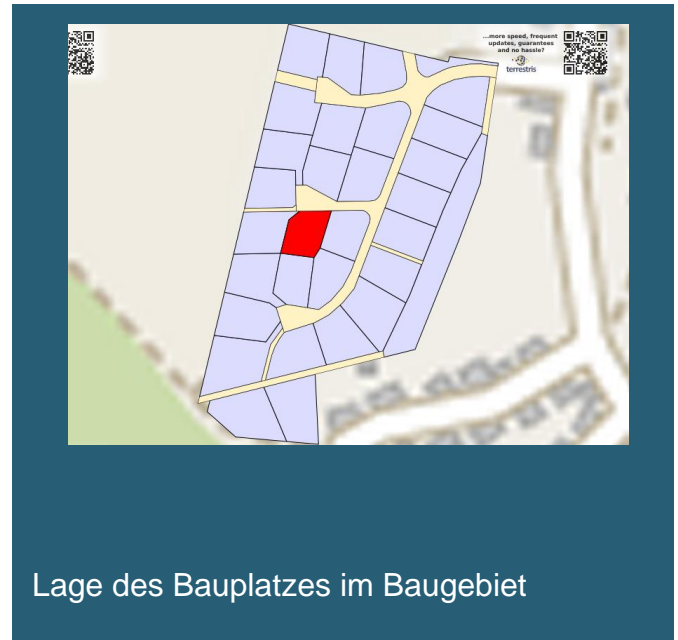 ...more speed, frequent
updates, guarantees
and no hassle?
terrestris
Lage des Bauplatzes im Baugebiet